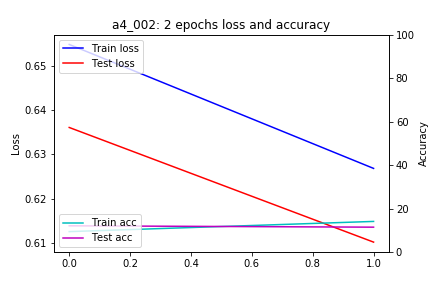 a4_002: 2 epochs loss and accuracy
Train loss
Test loss
Train acc
Test acc
Loss
0.65
0.64
0.63
0.62
0.61
Accuracy
100
80
60
40
20
0
0.0 0.2 0.4 0.6 0.8 1.0